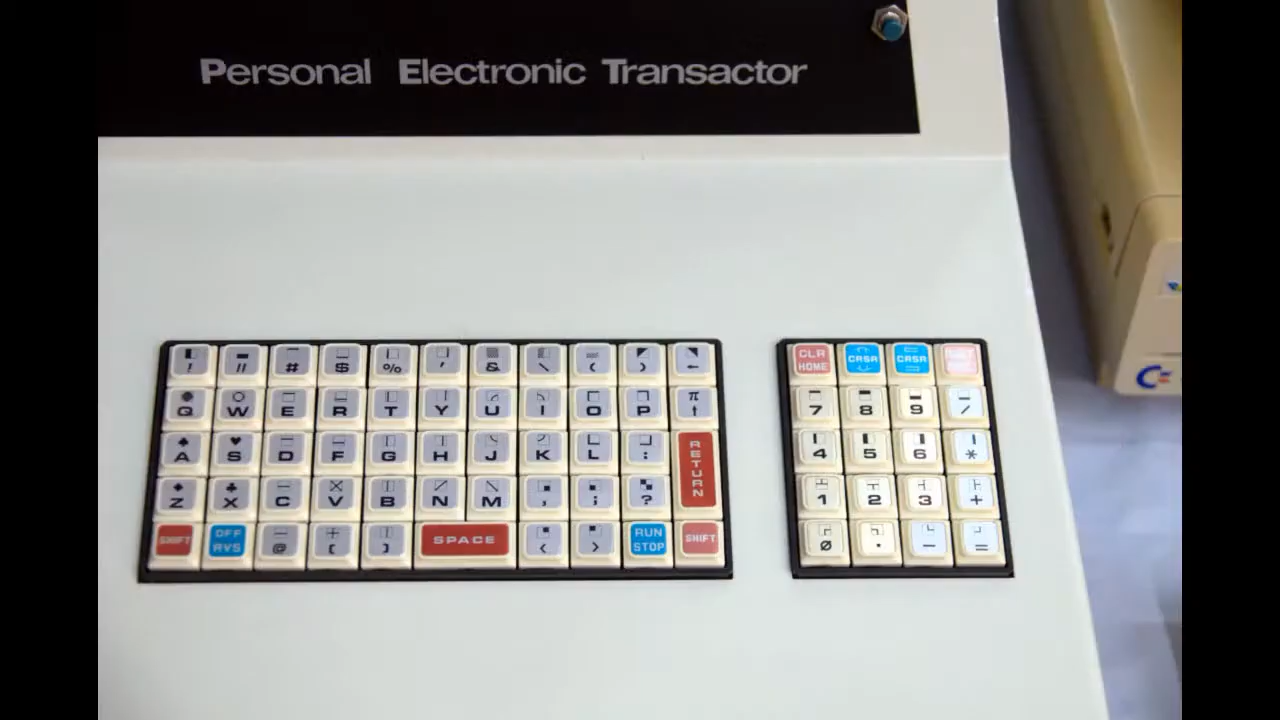 Personal Electronic Transactor
! " # $ % ' & \ ( ) ←
Q W E R T Y U I O P ↑
π
A S D F G H J K L :
RETURN
Z X C V B N M , ; ?
SHIFT OFF RVS @ [ ] SPACE < > RUN STOP SHIFT
CLR HOME CRSR CRSR
7 8 9 /
4 5 6 *
1 2 3 +
0 . - =